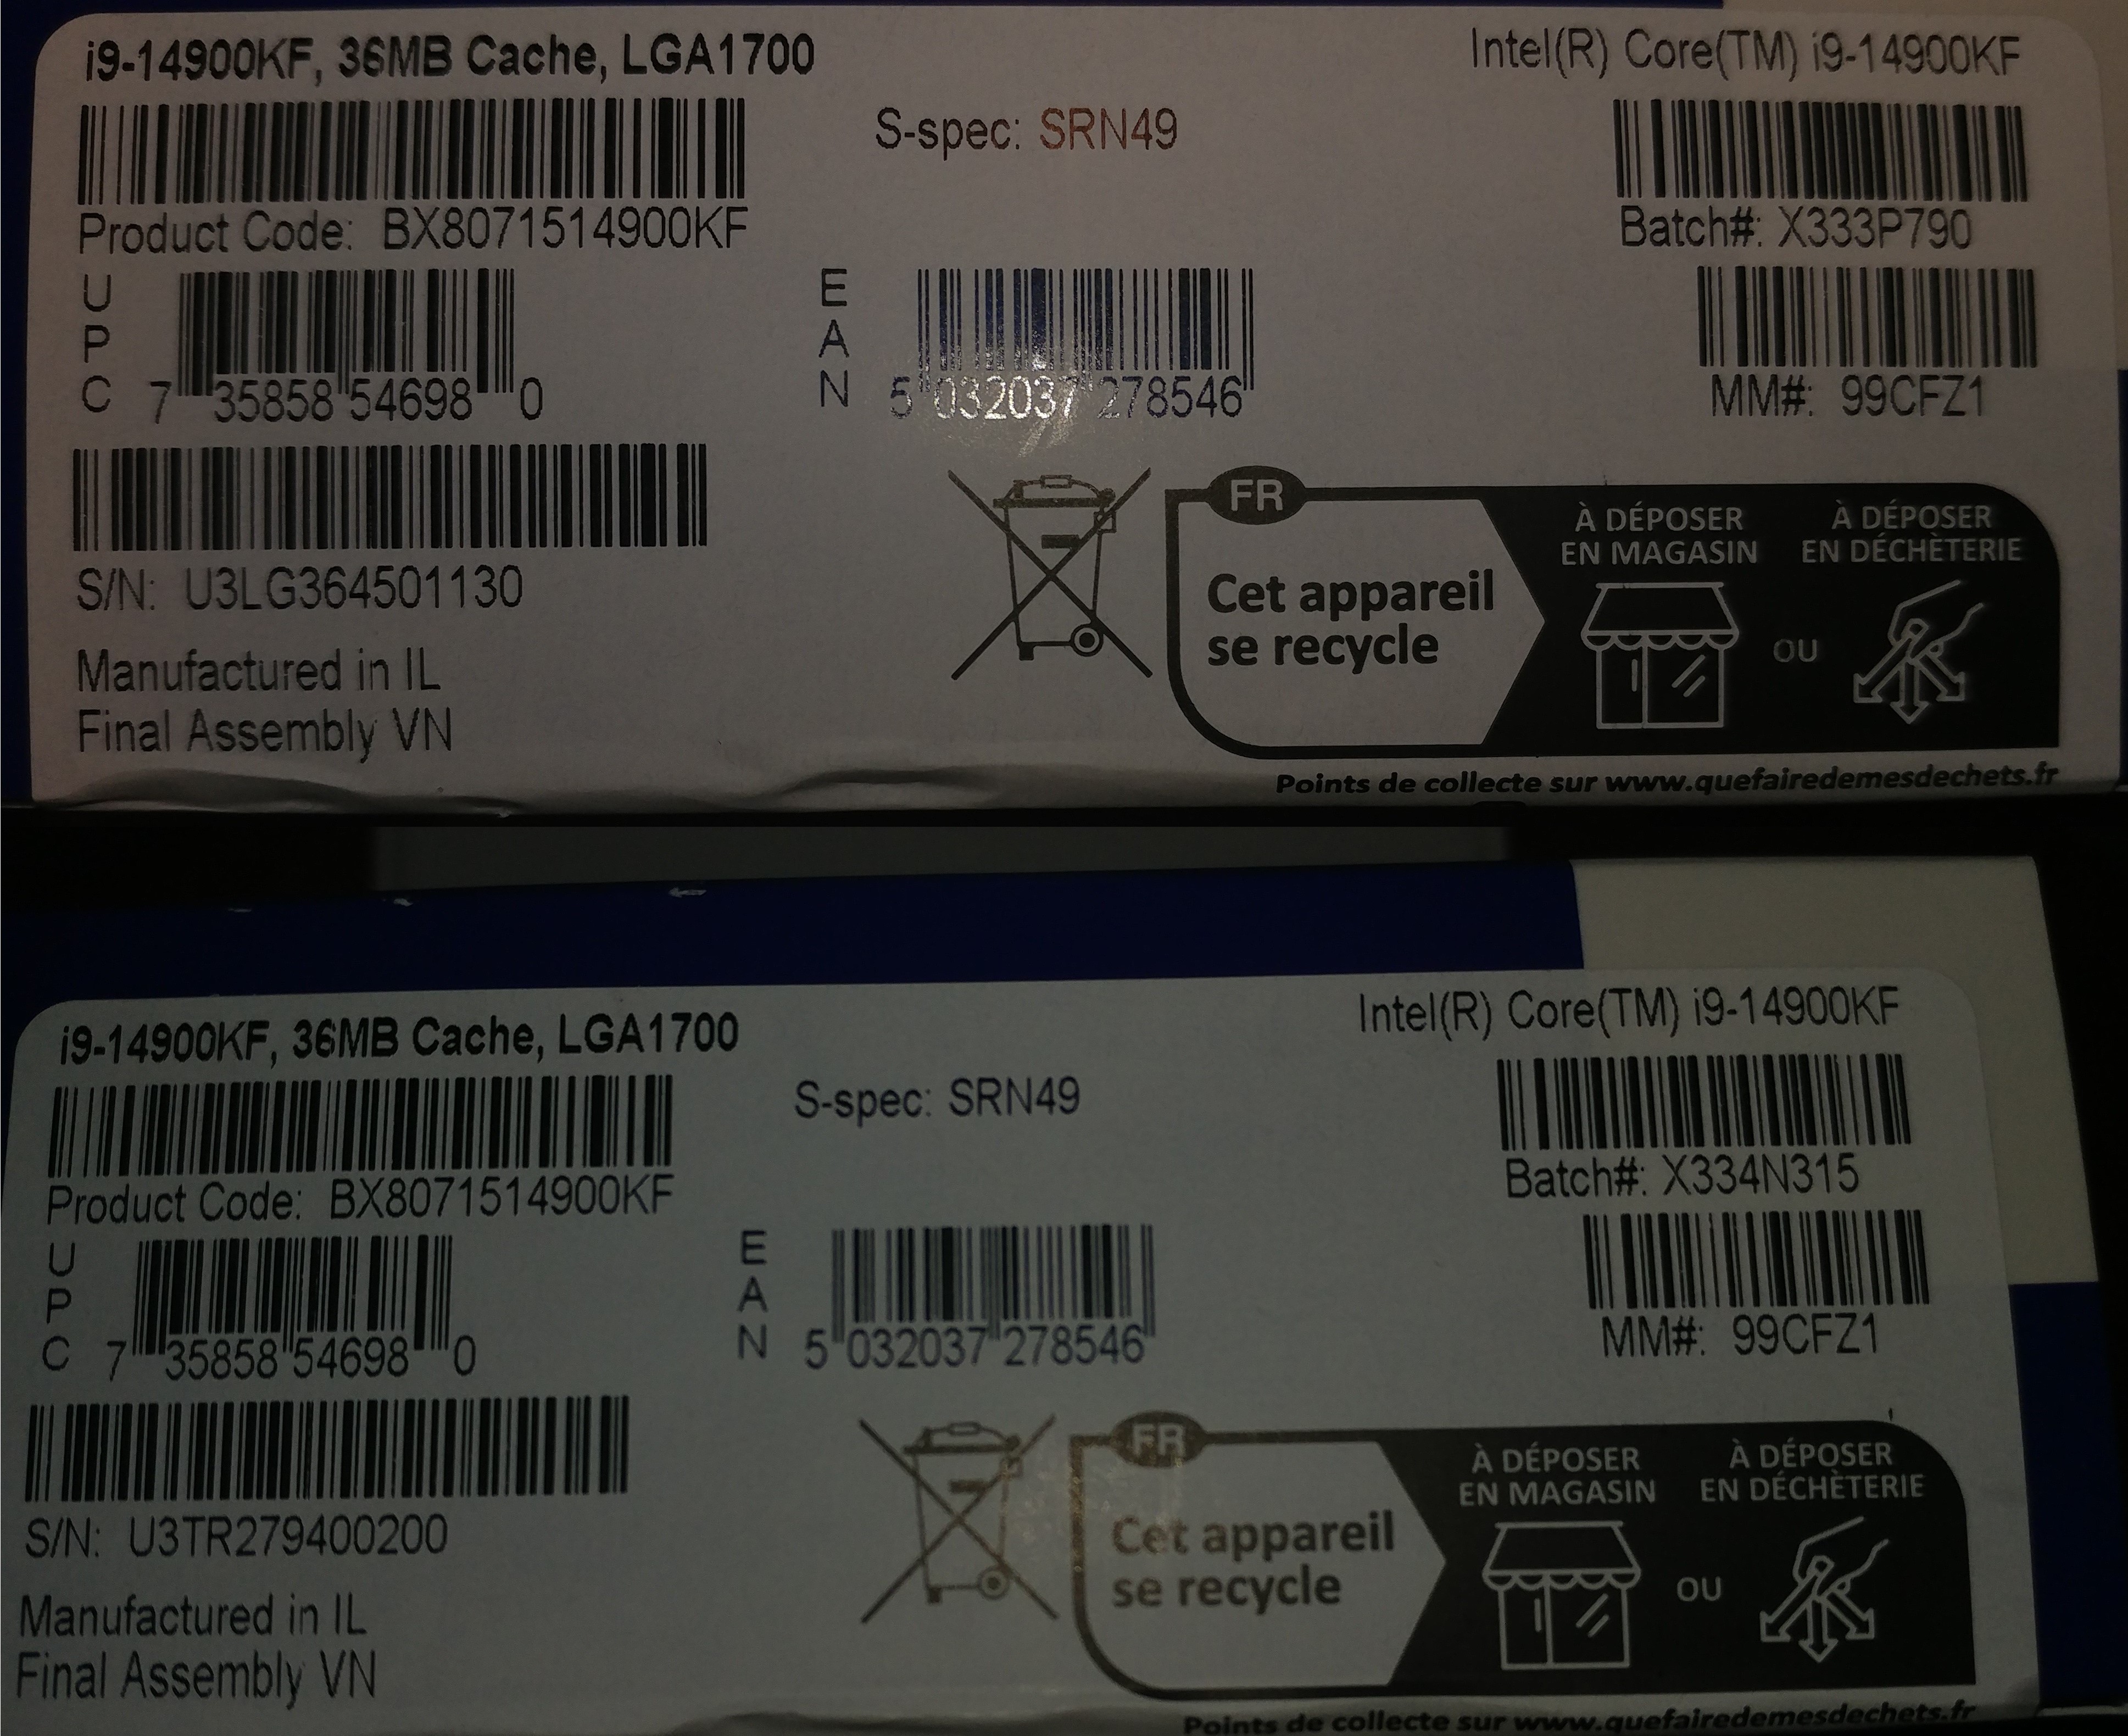 i9-14900KF, 36MB Cache, LGA1700
Intel(R) Core(TM) i9-14900KF
S-spec: SRN49
Product Code: BX8071514900KF
Batch#: X333P790
UPC
7 35858 54698 0
EAN
5 032037 278546
MM#: 99CFZ1
S/N: U3LG364501130
Manufactured in IL
Final Assembly VN
FR
Cet appareil
se recycle
À DÉPOSER
EN MAGASIN
OU
À DÉPOSER
EN DÉCHÈTERIE
Points de collecte sur www.quefairedemesdechets.fr
i9-14900KF, 36MB Cache, LGA1700
Intel(R) Core(TM) i9-14900KF
S-spec: SRN49
Product Code: BX8071514900KF
Batch#: X334N315
UPC
7 35858 54698 0
EAN
5 032037 278546
MM#: 99CFZ1
S/N: U3TR279400200
Manufactured in IL
Final Assembly VN
FR
Cet appareil
se recycle
À DÉPOSER
EN MAGASIN
OU
À DÉPOSER
EN DÉCHÈTERIE
Points de collecte sur www.quefairedemesdechets.fr